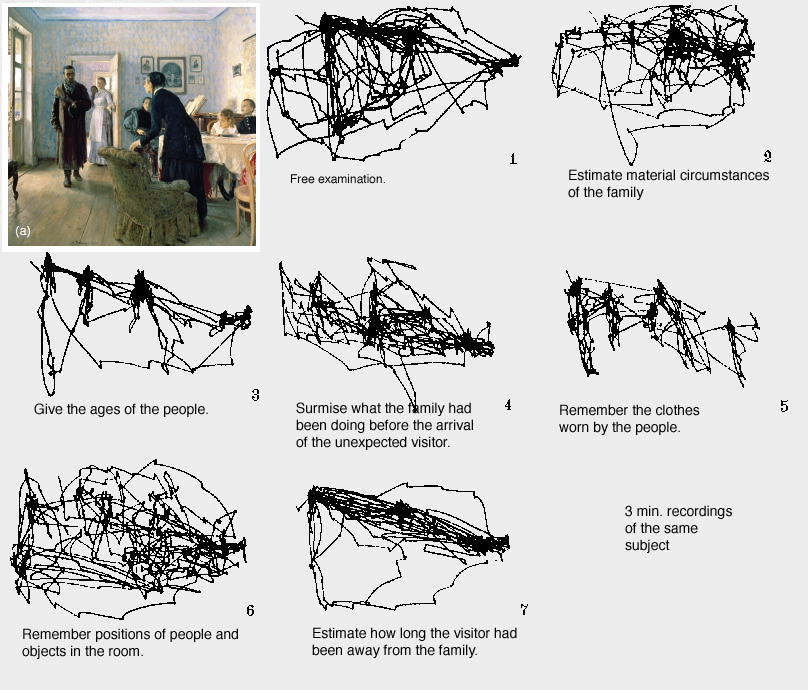 (a)
1
Free examination.
2
Estimate material circumstances
of the family
3
Give the ages of the people.
4
Surmise what the family had
been doing before the arrival
of the unexpected visitor.
5
Remember the clothes
worn by the people.
6
Remember positions of people and
objects in the room.
7
Estimate how long the visitor had
been away from the family.
3 min. recordings
of the same
subject